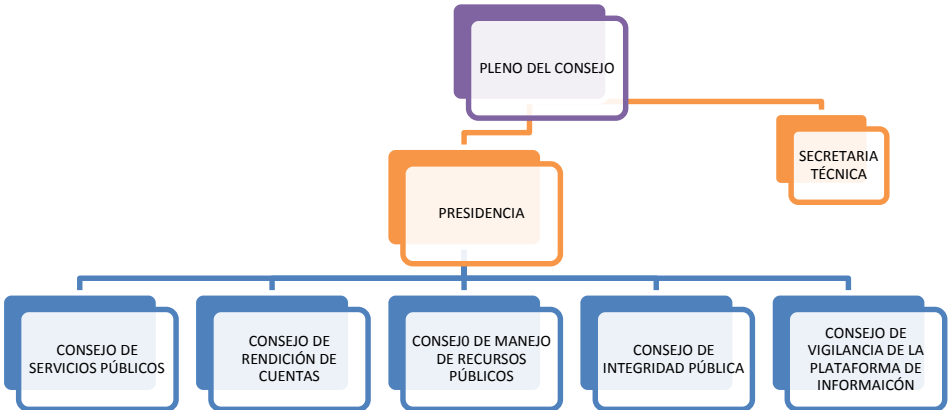 PLENO DEL CONSEJO
SECRETARIA
TÉCNICA
PRESIDENCIA
CONSEJO DE
SERVICIOS PÚBLICOS
CONSEJO DE
RENDICIÓN DE
CUENTAS
CONSEJ0 DE MANEJO
DE RECURSOS
PÚBLICOS
CONSEJO DE
INTEGRIDAD PÚBLICA
CONSEJO DE
VIGILANCIA DE LA
PLATAFORMA DE
INFORMAICÓN